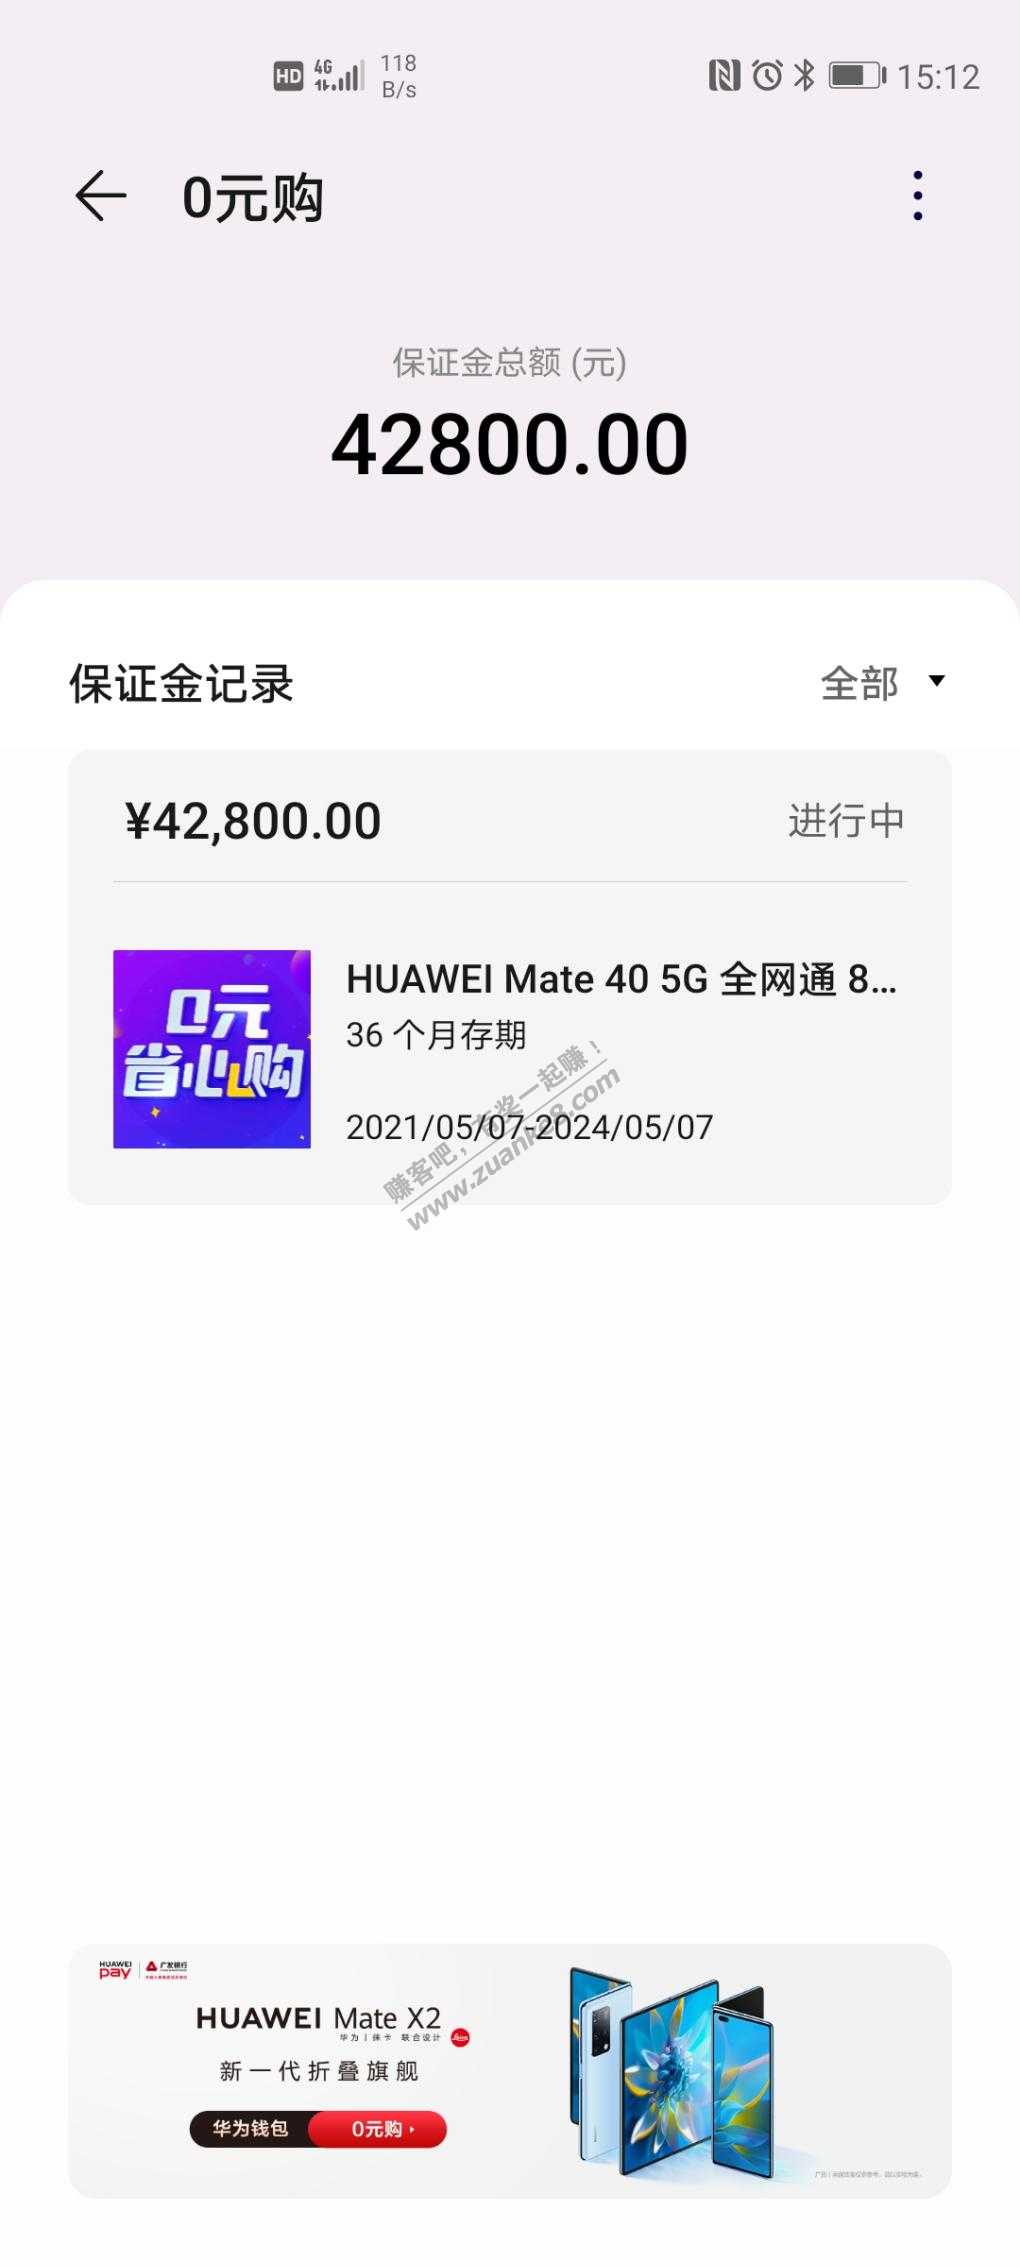 HD 4G 118 B/s 15:12
0元购
保证金总额 (元)
42800.00
保证金记录 全部
¥42,800.00 进行中
0元
省心购
HUAWEI Mate 40 5G 全网通 8...
36 个月存期
2021/05/07-2024/05/07
赚客吧，有奖一起赚！
www.zuanke8.com
HUAWEI pay 广发银行
HUAWEI Mate X2
华为 | 徕卡 联合设计
新一代折叠旗舰
华为钱包 0元购